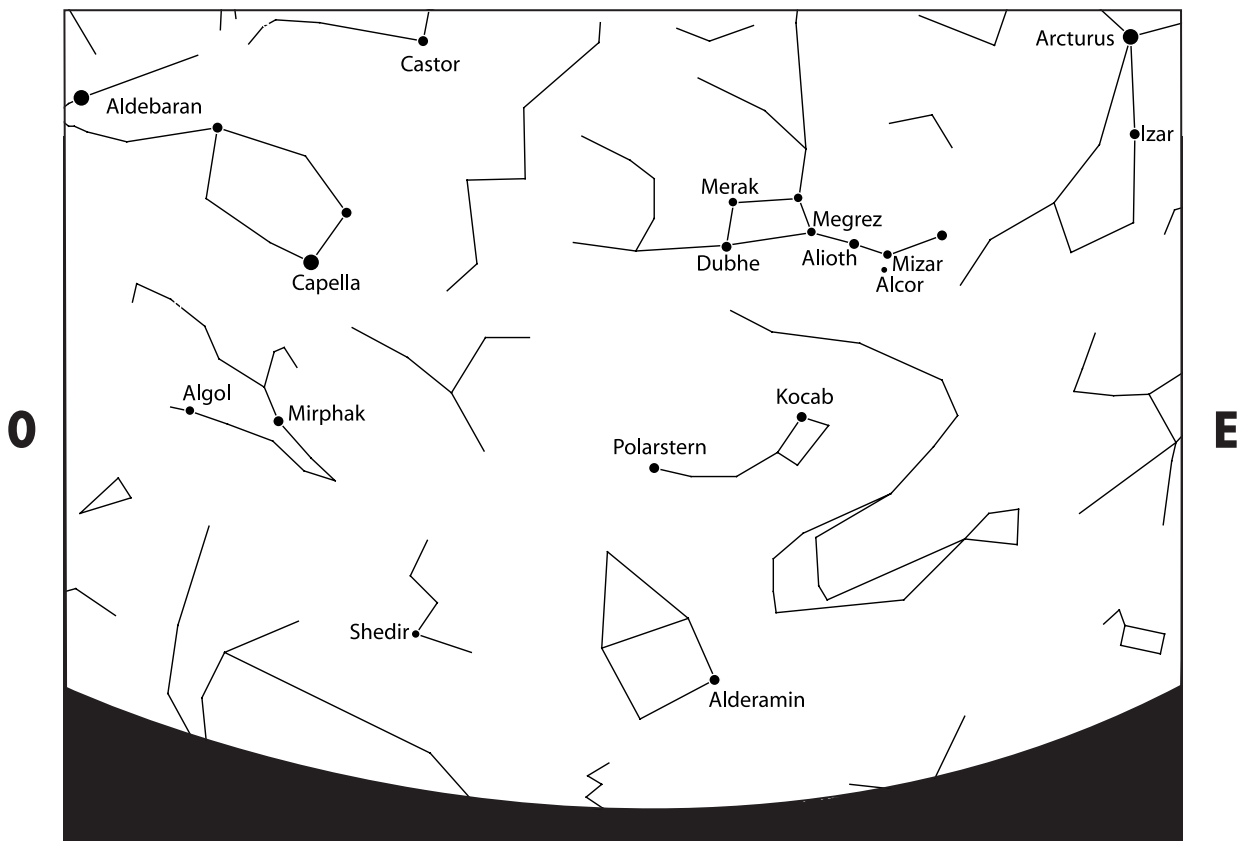 Arcturus
Castor
Aldebaran
Izar
Merak
Megrez
Alioth
Dubhe
Mizar
Alcor
Capella
Algol
Kocab
Mirphak
O
E
Polarstern
Shedir
Alderamin